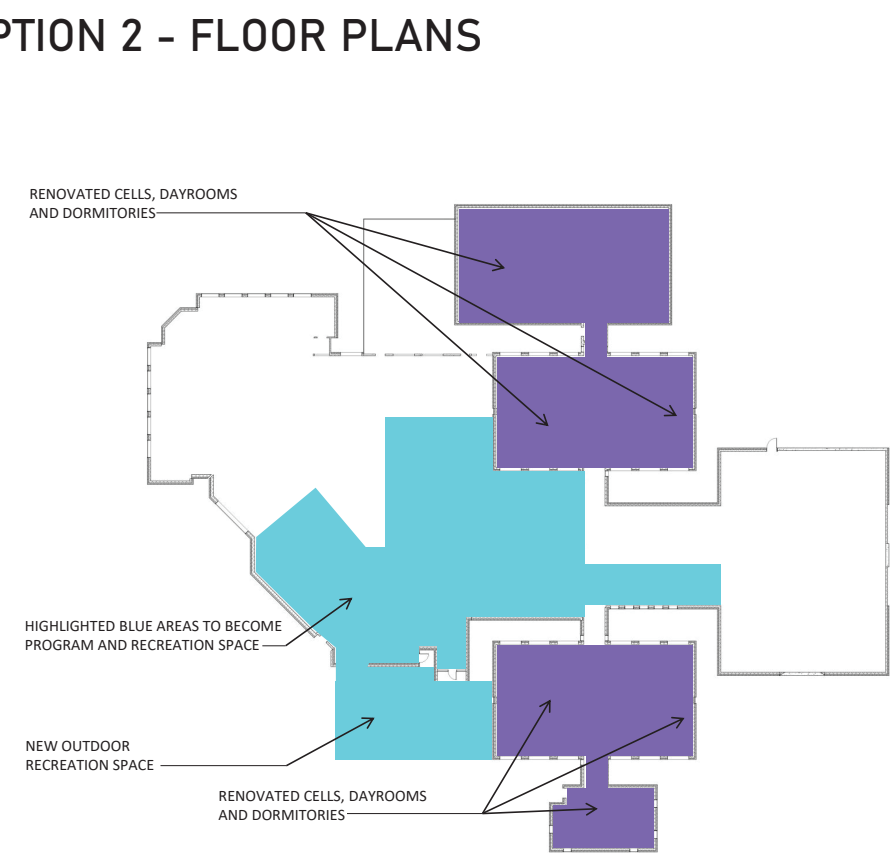 PTION 2 - FLOOR PLANS
RENOVATED CELLS, DAYROOMS
AND DORMITORIES
HIGHLIGHTED BLUE AREAS TO BECOME
PROGRAM AND RECREATION SPACE
NEW OUTDOOR
RECREATION SPACE
RENOVATED CELLS, DAYROOMS
AND DORMITORIES